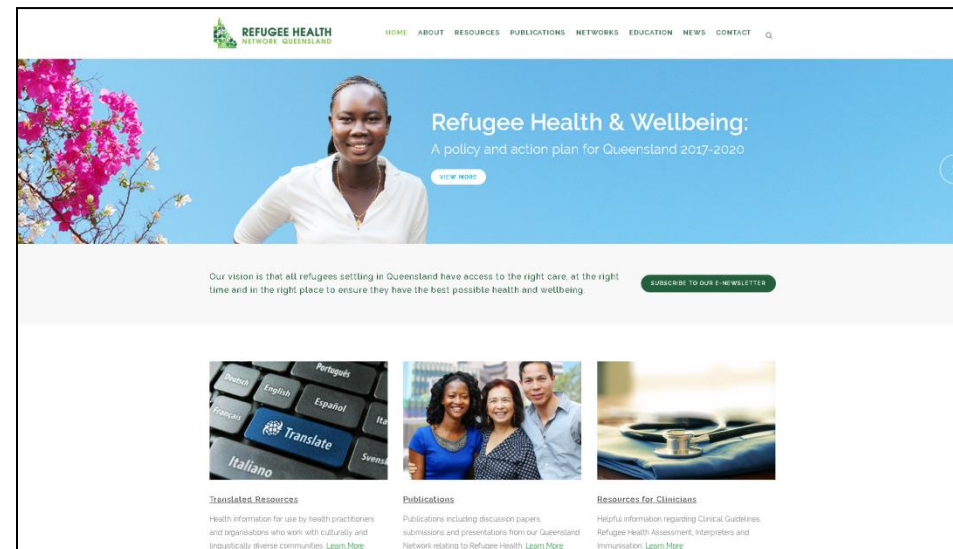 REFUGEE HEALTH
NETWORK QUEENSLAND
HOME ABOUT RESOURCES PUBLICATIONS NETWORKS EDUCATION NEWS CONTACT
Refugee Health & Wellbeing:
A policy and action plan for Queensland 2017-2020
VIEW MORE
Our vision is that all refugees settling in Queensland have access to the right care, at the right
time and in the right place to ensure they have the best possible health and wellbeing.
SUBSCRIBE TO OUR E-NEWSLETTER
Português
Deutsch
English
Español
Français
Ita
Translate
Svens
Italiano
Translated Resources
Health information for use by health practitioners
and organisations who work with culturally and
linguistically diverse communities. Learn More
Publications
Publications including discussion papers,
submissions and presentations from our Queensland
Network relating to Refugee Health. Learn More
Resources for Clinicians
Helpful information regarding Clinical Guidelines,
Refugee Health Assessment, Interpreters and
Immunisation. Learn More